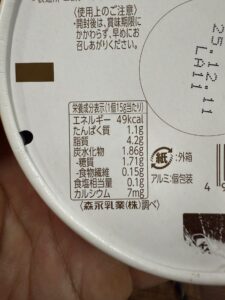 〈使用上のご注意〉
・開封後は、賞味期限に
かかわらず、早めにお
召しあがりください。
25.12.11
LA11
栄養成分表示(1個15g当たり)
エネルギー 49kcal
たんぱく質 1.1g
脂質 4.2g
炭水化物 1.86g
-糖質 1.71g
-食物繊維 0.15g
食塩相当量 0.1g
カルシウム 7mg
〈森永乳業(株)調べ〉
紙:外箱
アルミ:個包装
4